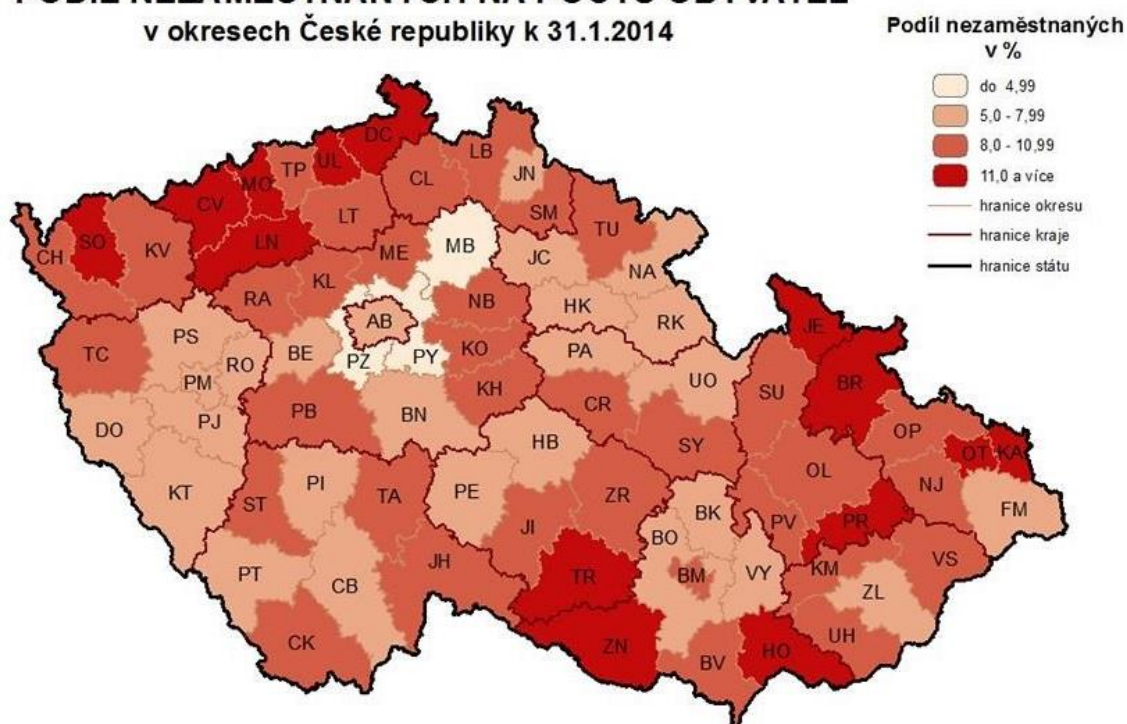 PODÍL NEZAMĚSTNANÝCH NA POČTU OBYVATEL
v okresech České republiky k 31.1.2014
Podíl nezaměstnaných
v %
do 4,99
5,0 - 7,99
8,0 - 10,99
11,0 a více
hranice okresu
hranice kraje
hranice státu
DC
LB
UL
TP
JN
MO
CL
CV
LT
SM
TU
SO
LN
MB
KV
ME
CH
JC
NA
KL
RA
NB
HK
AB
RK
JE
PS
KO
PA
TC
BE
RO
PZ
PY
UO
PM
BR
KH
SU
CR
PB
BN
PJ
DO
OP
HB
SY
OT
KA
OL
PI
KT
PE
ZR
NJ
ST
TA
FM
BK
PR
JI
PV
BO
VS
JH
KM
PT
TR
BM
VY
CB
ZL
UH
CK
ZN
HO
BV